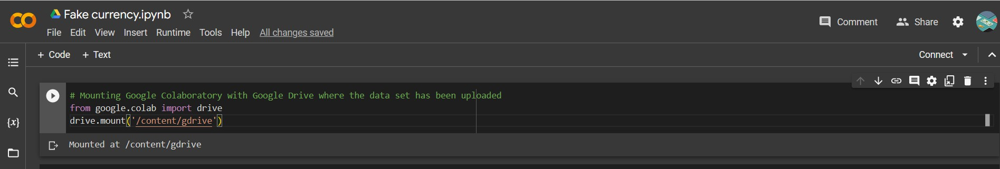 Fake currency.ipynb
Comment Share
File Edit View Insert Runtime Tools Help All changes saved
+ Code + Text
Connect
# Mounting Google Colaboratory with Google Drive where the data set has been uploaded
from google.colab import drive
{x}
drive.mount('/content/gdrive')
Mounted at /content/gdrive